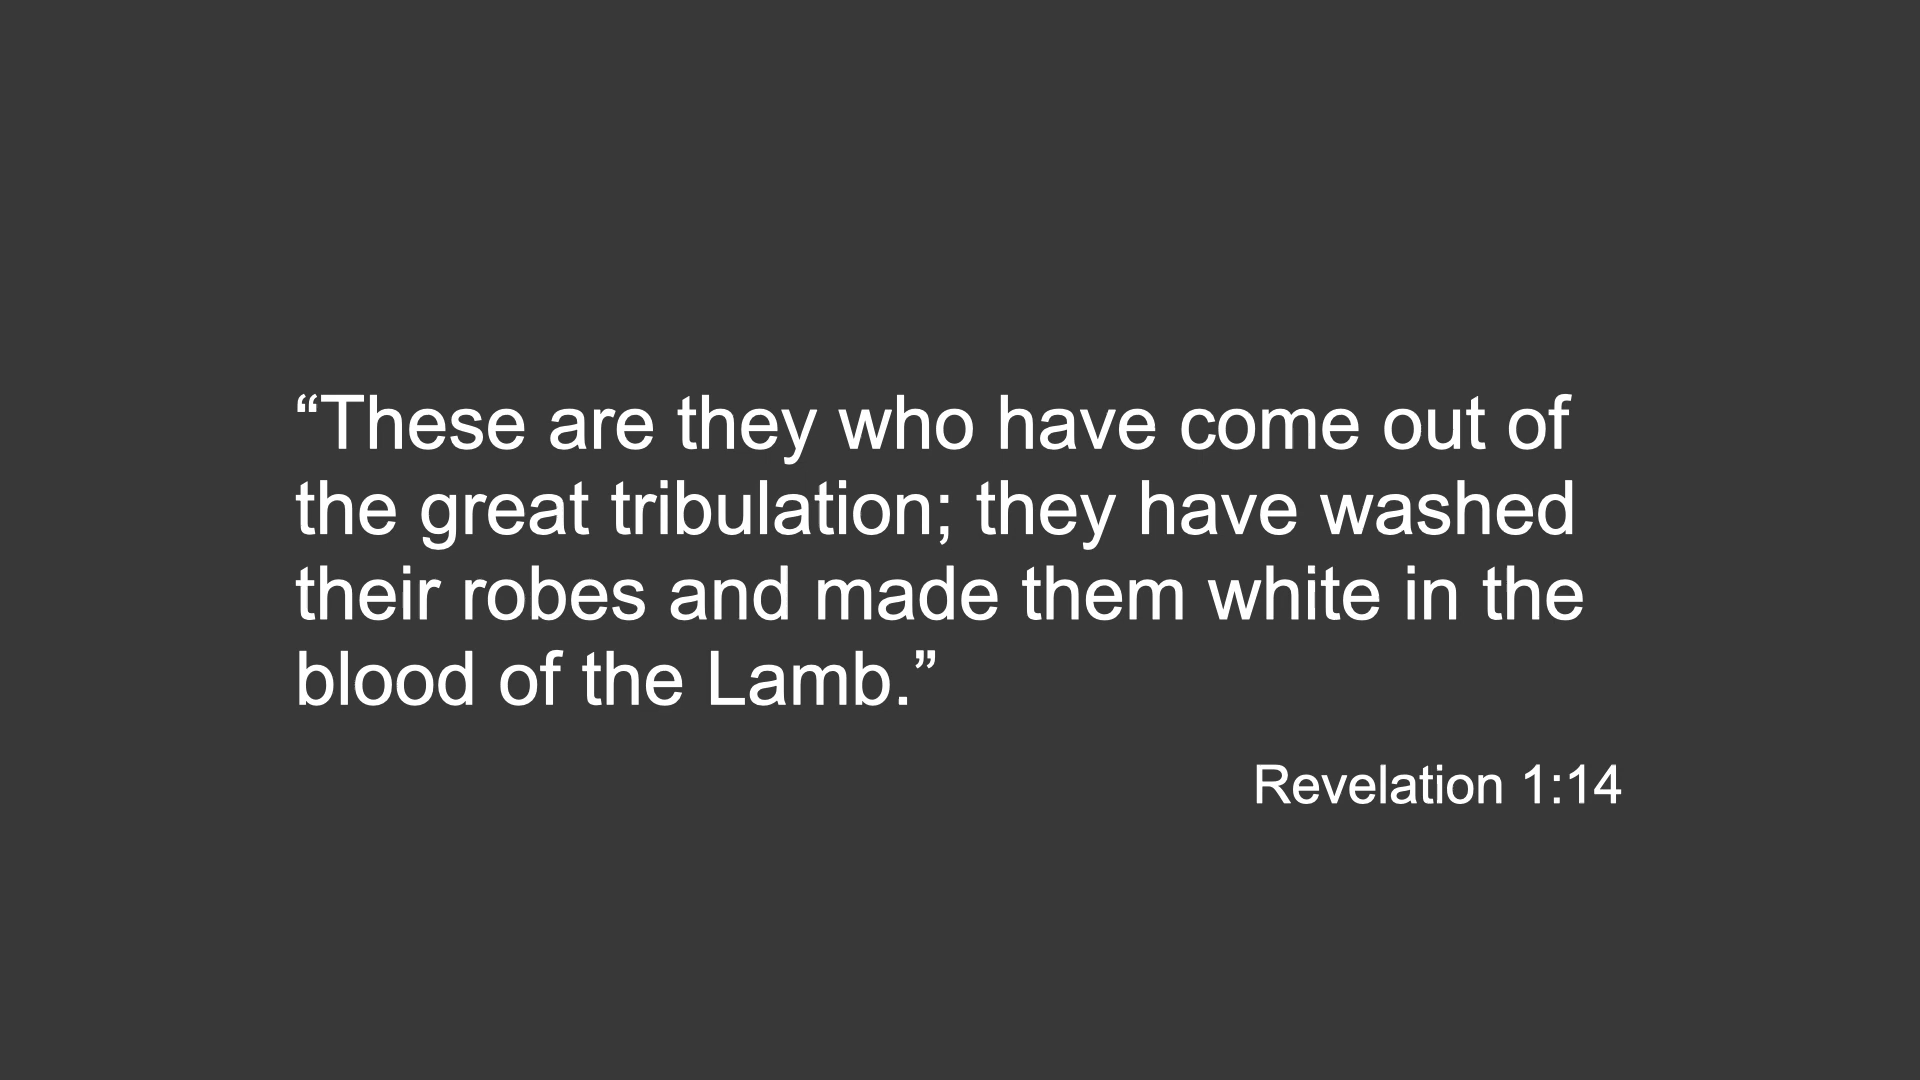 “These are they who have come out of
the great tribulation; they have washed
their robes and made them white in the
blood of the Lamb.”
Revelation 1:14